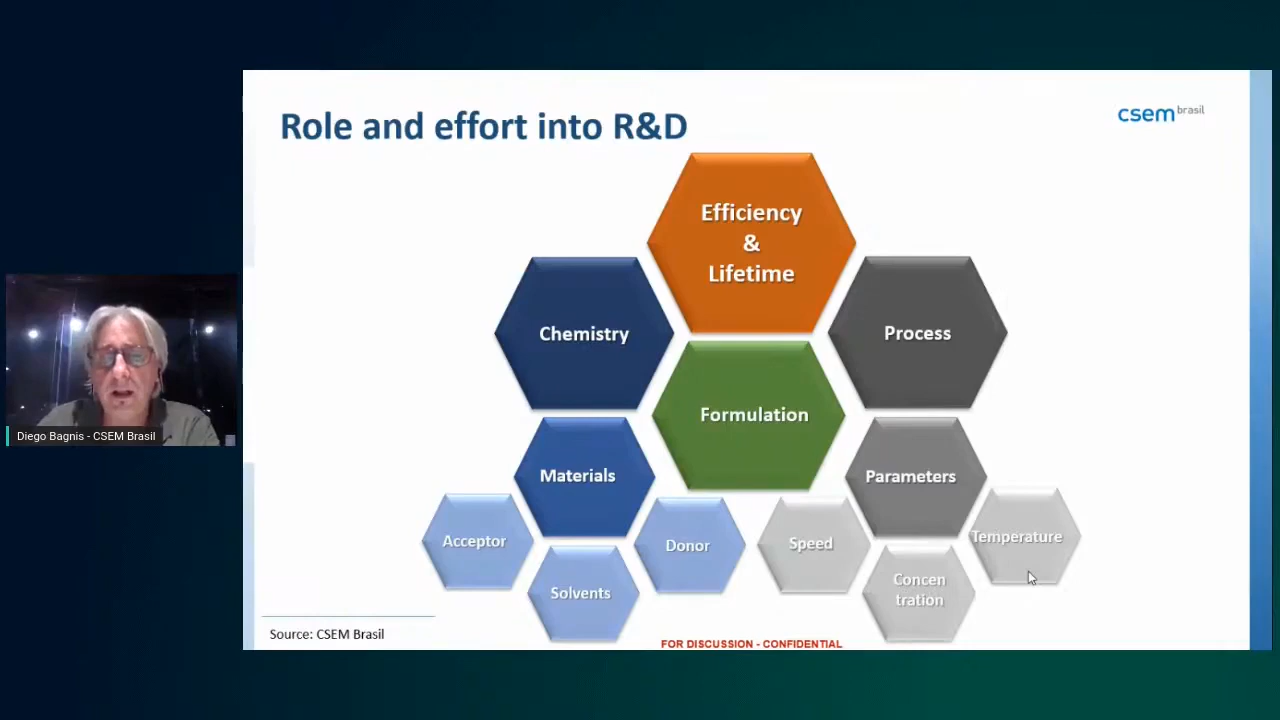 Role and effort into R&D
csem brasil
Efficiency
&
Lifetime
Chemistry
Process
Formulation
Materials
Parameters
Acceptor
Donor
Speed
Temperature
Solvents
Concen
tration
Diego Bagnis - CSEM Brasil
Source: CSEM Brasil
FOR DISCUSSION - CONFIDENTIAL